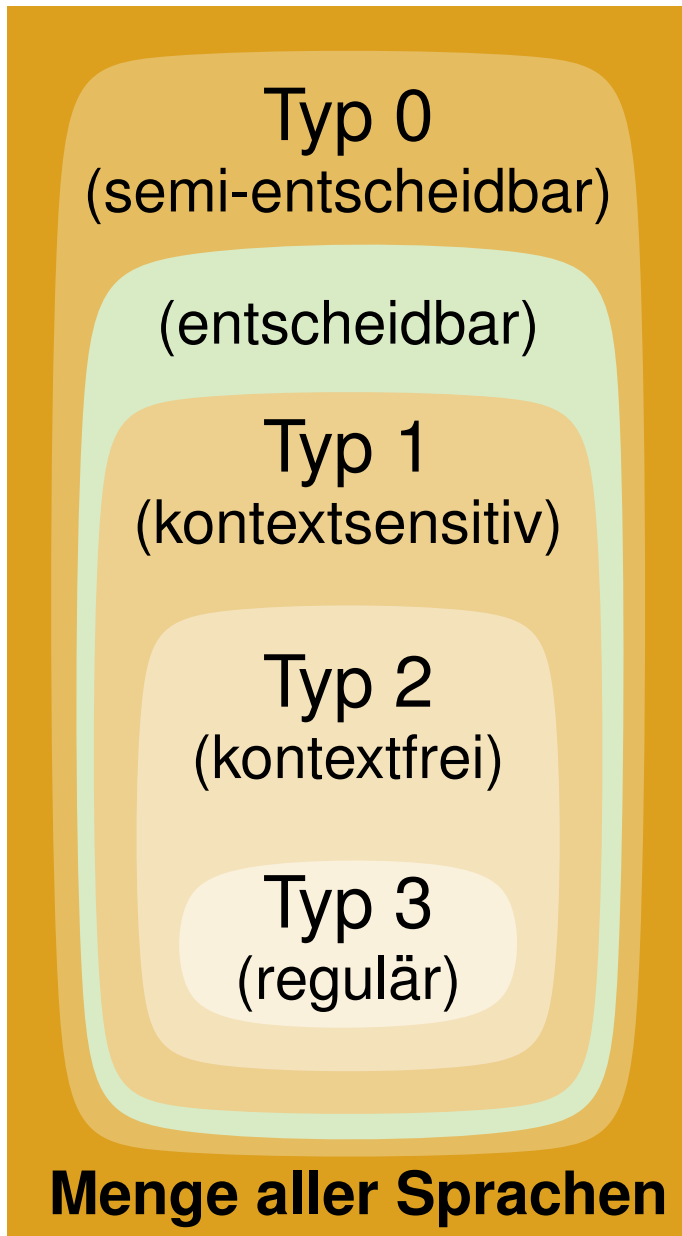 Typ 0
(semi-entscheidbar)
(entscheidbar)
Typ 1
(kontextsensitiv)
Typ 2
(kontextfrei)
Typ 3
(regulär)
Menge aller Sprachen